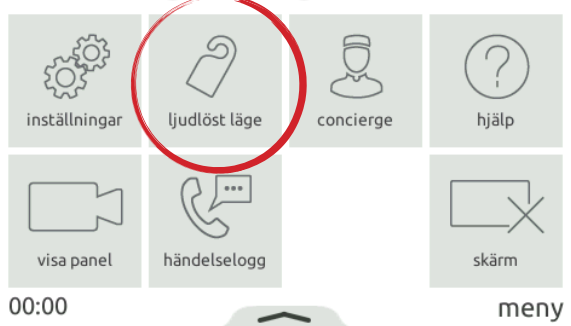 inställningar
ljudlöst läge
concierge
hjälp
visa panel
händelselogg
skärm
00:00
meny